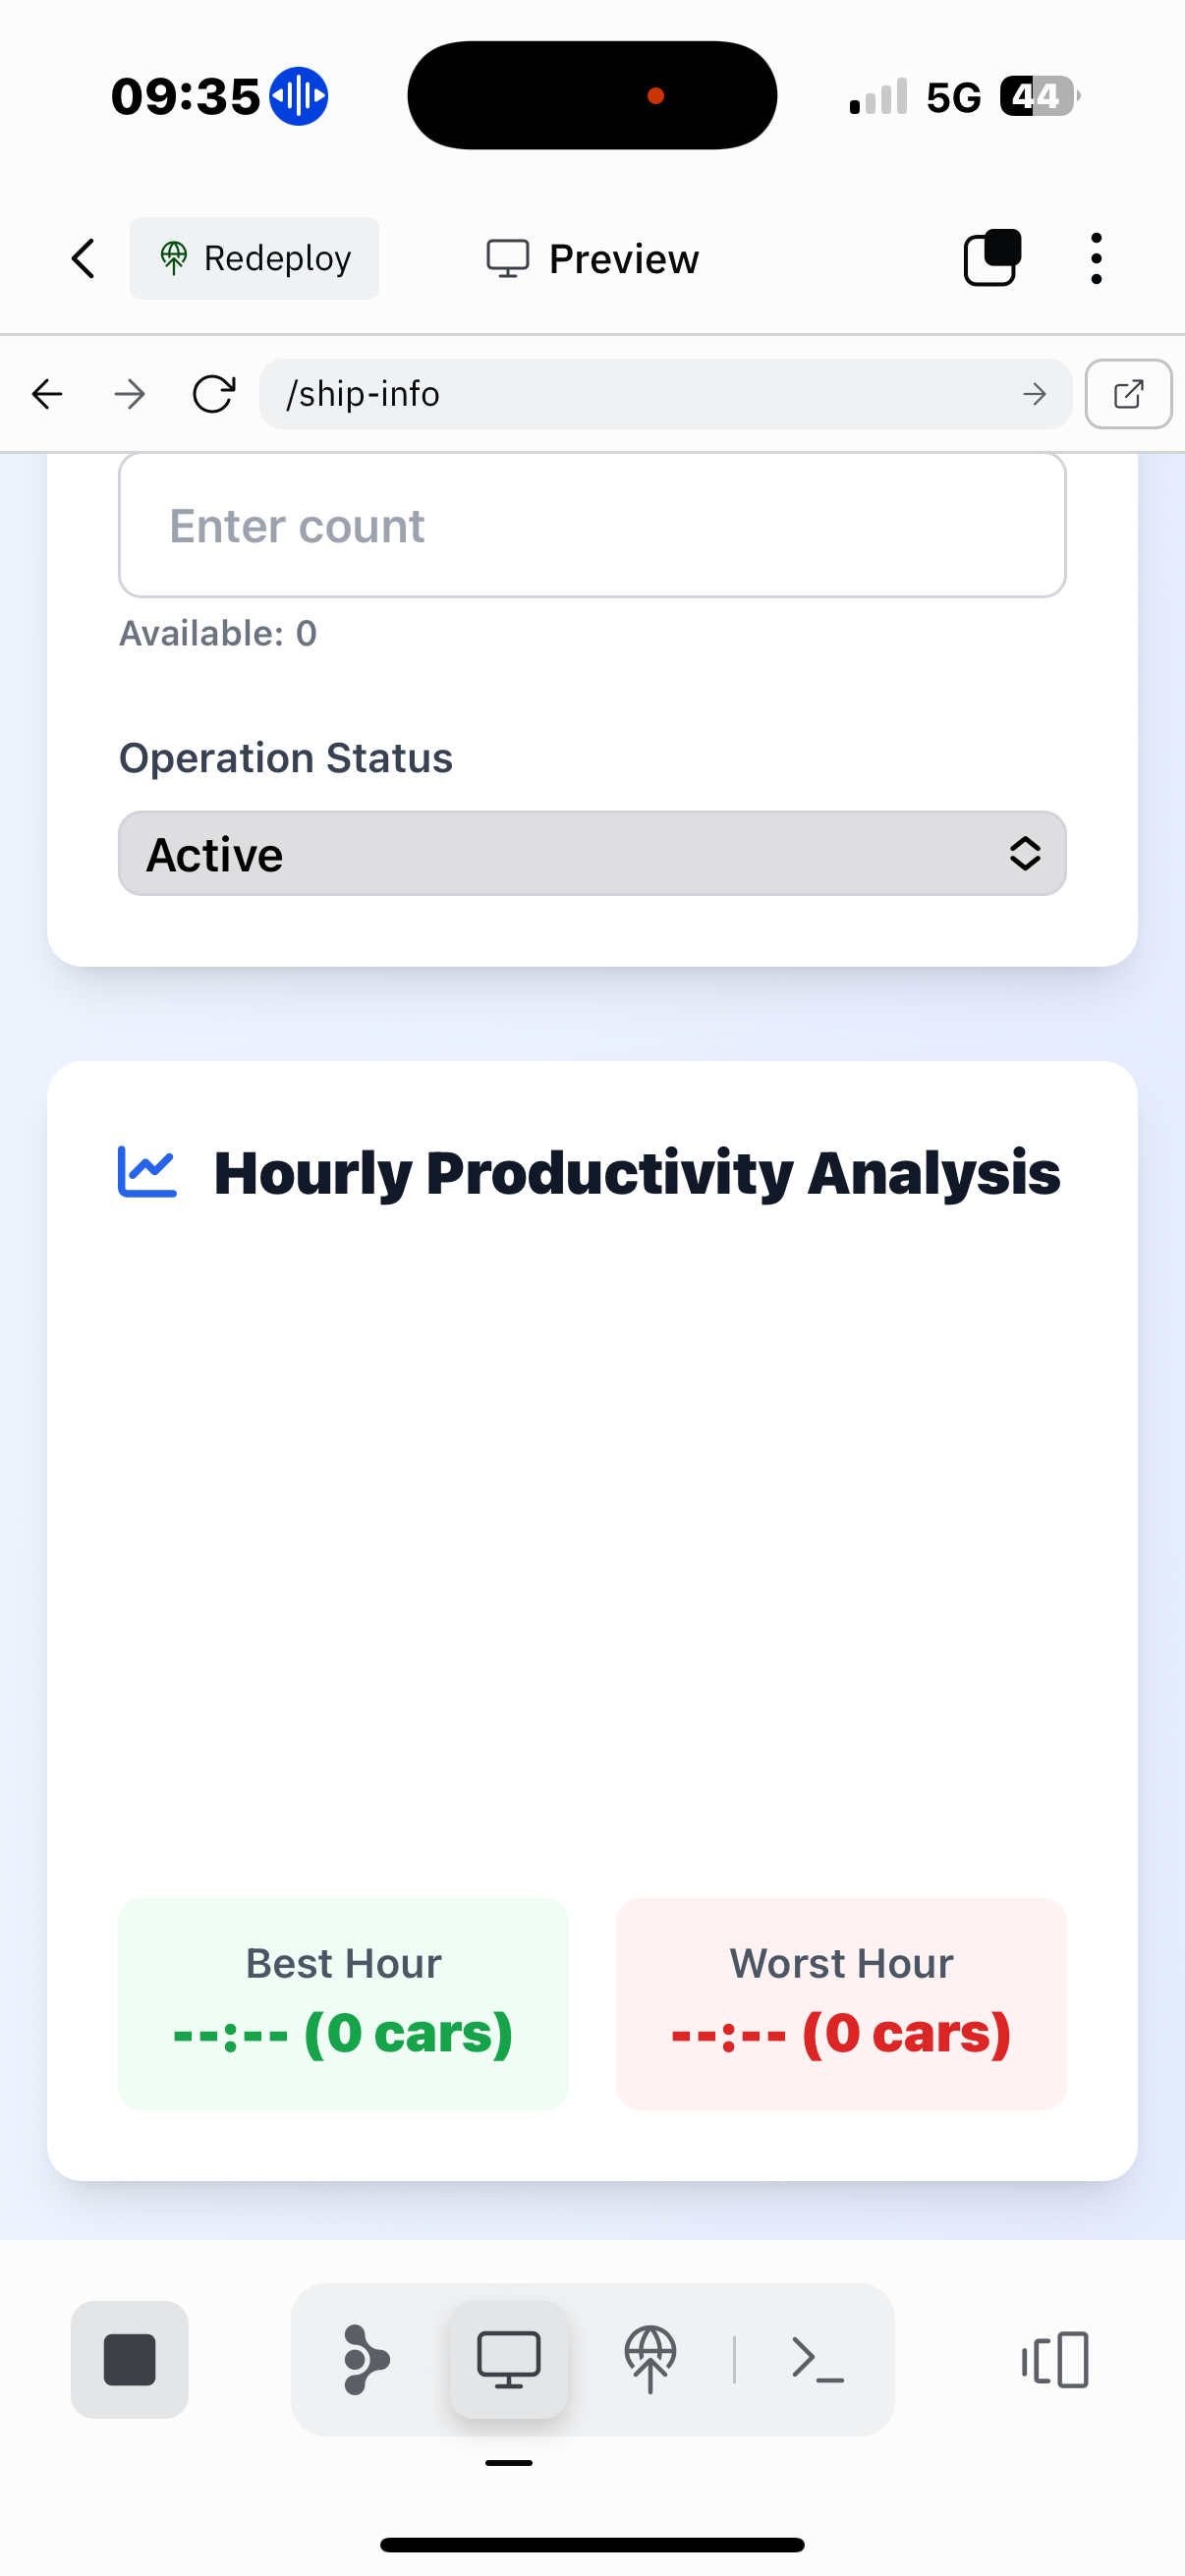 09:35
5G 44
Redeploy
Preview
/ship-info
Enter count
Available: 0
Operation Status
Active
Hourly Productivity Analysis
Best Hour
--:-- (0 cars)
Worst Hour
--:-- (0 cars)